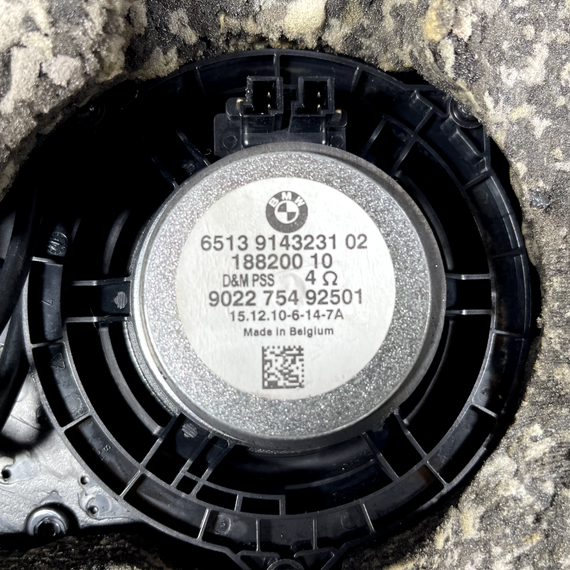 BMW
6513 9143231 02
188200 10
D&M PSS 4 Ω
9022 754 92501
15.12.10-6-14-7A
Made in Belgium